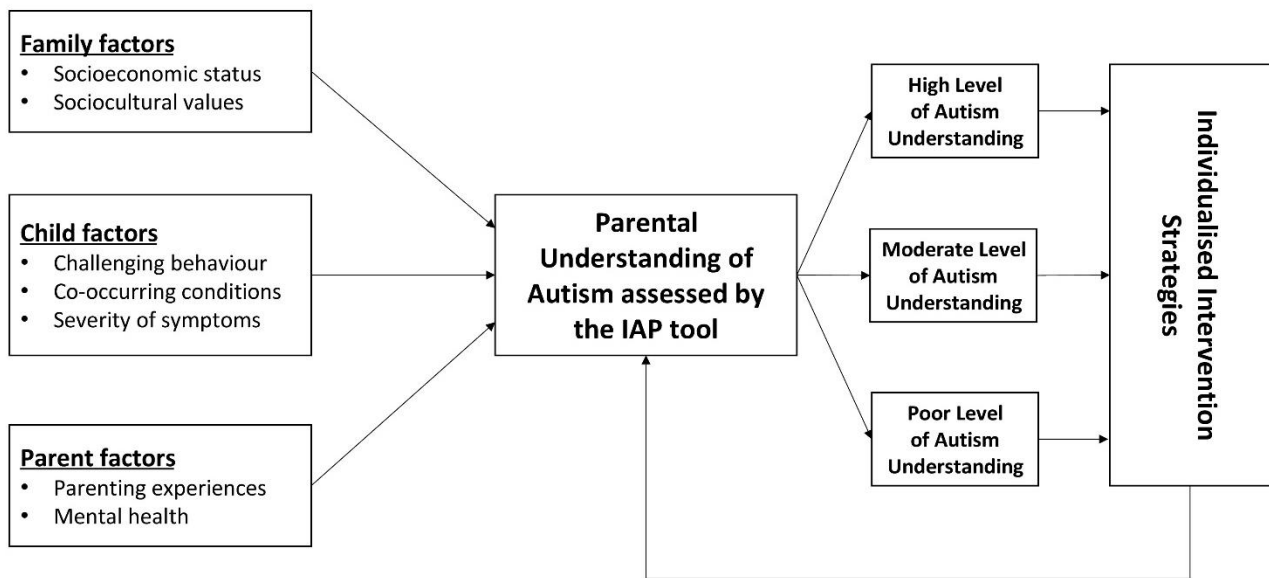 Family factors
• Socioeconomic status
• Sociocultural values
Child factors
• Challenging behaviour
• Co-occurring conditions
• Severity of symptoms
Parent factors
• Parenting experiences
• Mental health
Parental
Understanding of
Autism assessed by
the IAP tool
High Level
of Autism
Understanding
Moderate Level
of Autism
Understanding
Poor Level
of Autism
Understanding
Individualised Intervention
Strategies